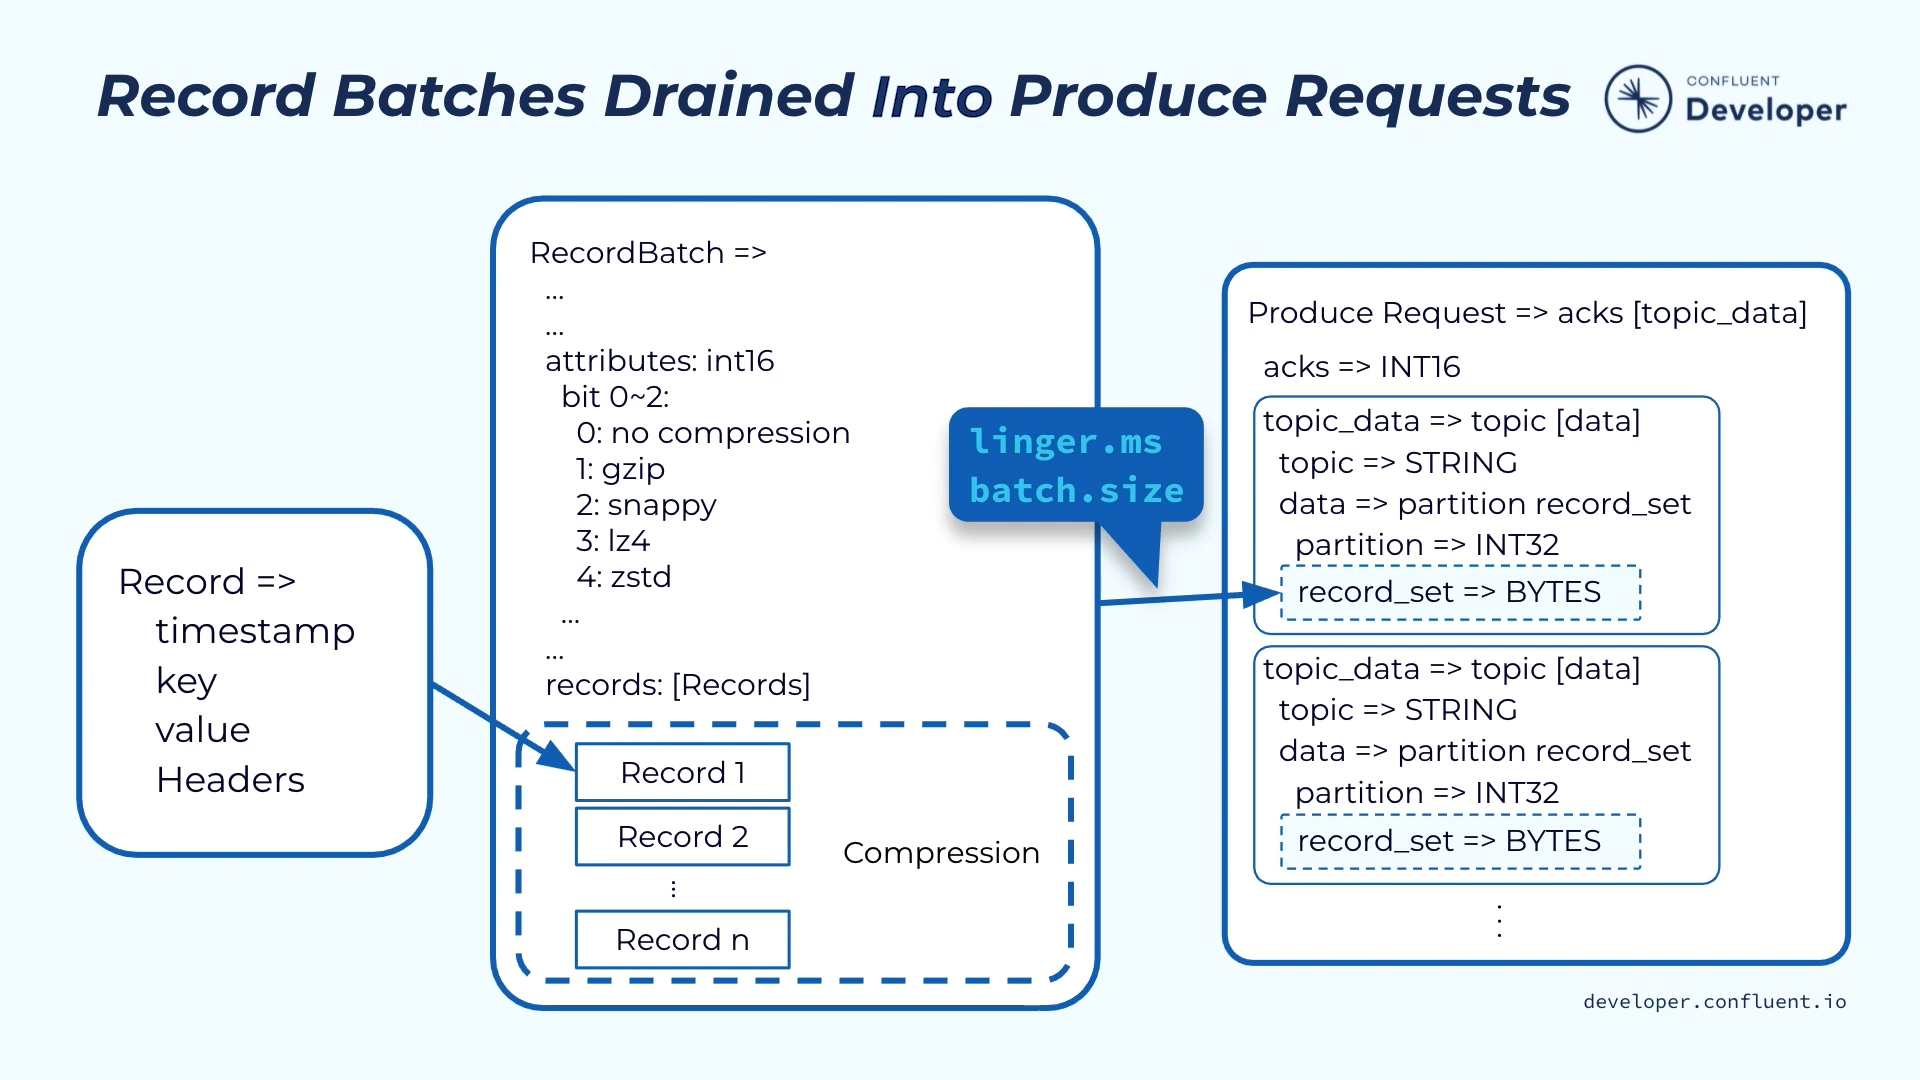 Record Batches Drained Into Produce Requests
CONFLUENT
Developer
Record =>
timestamp
key
value
Headers
RecordBatch =>
...
...
attributes: int16
bit 0~2:
0: no compression
1: gzip
2: snappy
3: lz4
4: zstd
...
...
records: [Records]
Record 1
Record 2
⋮
Record n
Compression
linger.ms
batch.size
Produce Request => acks [topic_data]
acks => INT16
topic_data => topic [data]
topic => STRING
data => partition record_set
partition => INT32
record_set => BYTES
topic_data => topic [data]
topic => STRING
data => partition record_set
partition => INT32
record_set => BYTES
⋮
developer.confluent.io